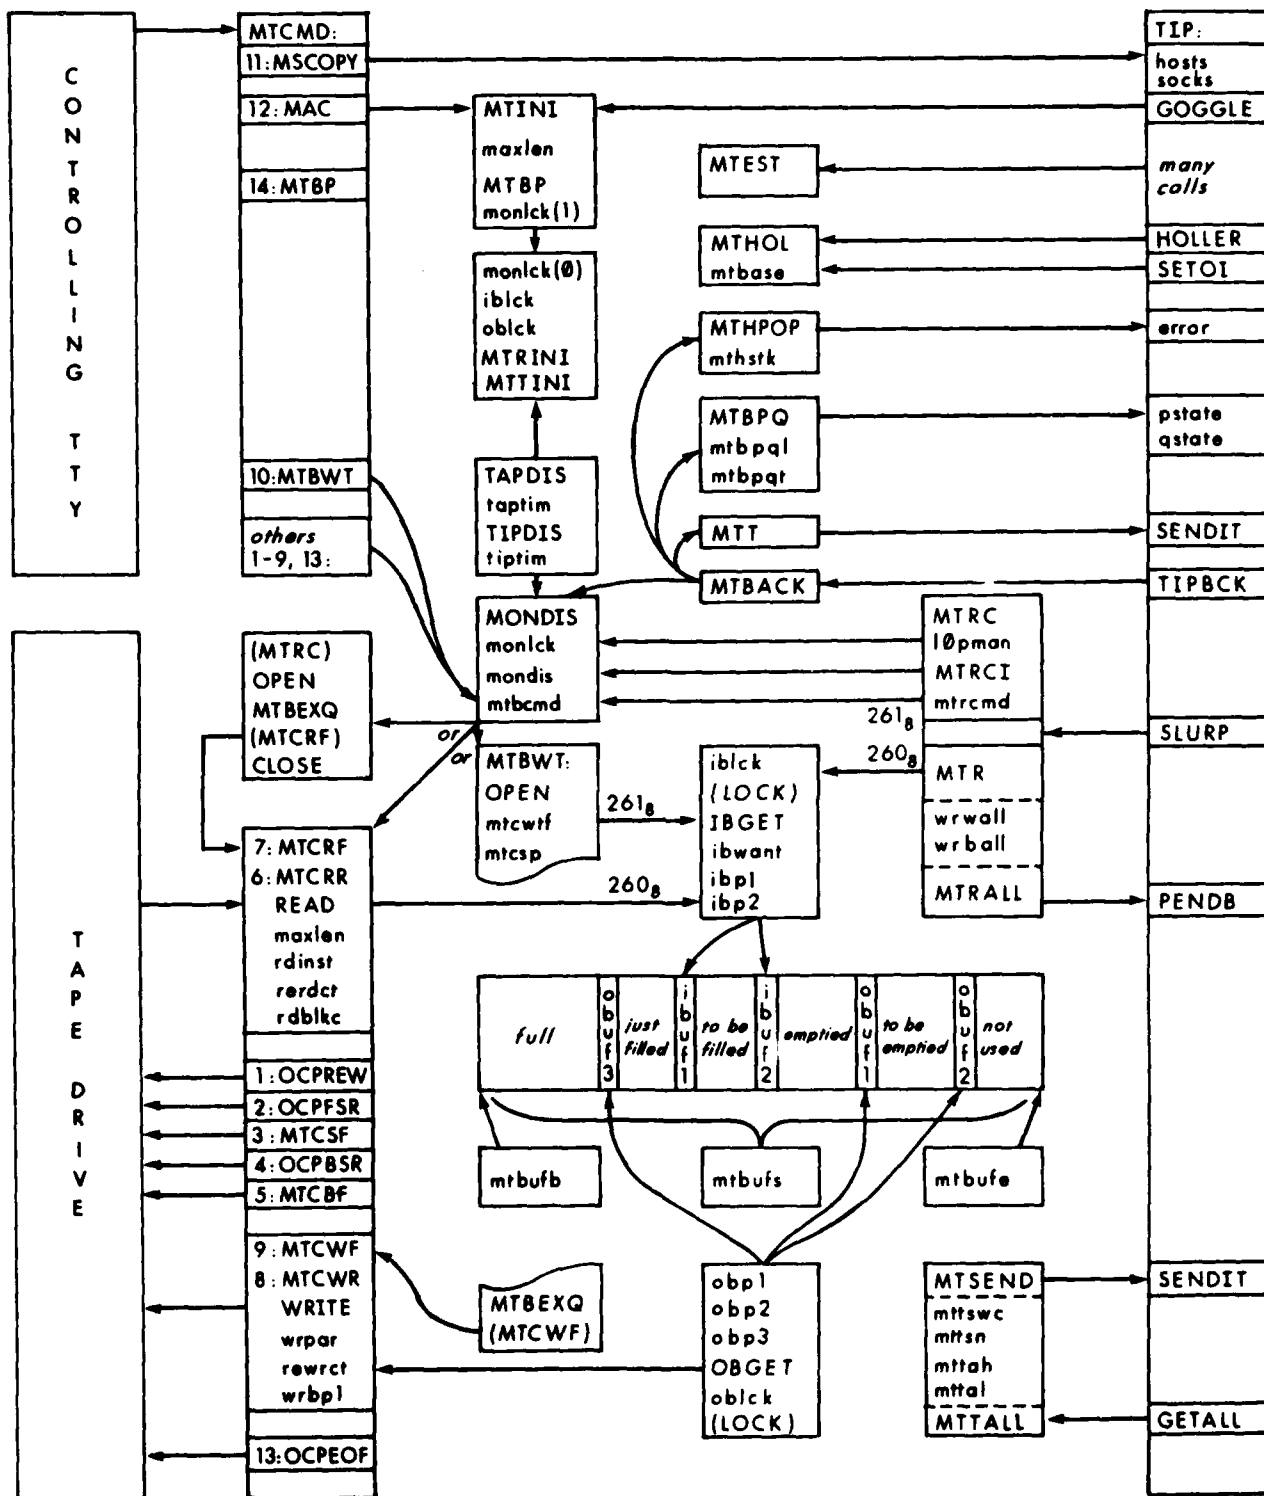 CONTROLLING TTY
MTCMD:
11:MSCOPY
12:MAC
14:MTBP
10:MTBWT
others
1-9, 13:
MTINI
maxlen
MTBP
monlck(1)
monlck(0)
iblck
oblck
MTRINI
MTTINI
TAPDIS
taptim
TIPDIS
tiptim
MONDIS
monlck
mondis
mtbcmd
MTEST
MTHOL
mtbase
MTHPOP
mthstk
MTBPQ
mtbpql
mtbpqt
MTT
MTBACK
TIP:
hosts
socks
GOGGLE
many
calls
HOLLER
SETOI
error
pstate
qstate
SENDIT
TIPBCK
SLURP
PENDB
SENDIT
GETALL
MTRC
10pman
MTRCI
mtrcmd
261₈
260₈
MTR
wrwall
wrball
MTRALL
TAPE DRIVE
(MTRC)
OPEN
MTBEXQ
(MTCRF)
CLOSE
or
or
MTBWT:
OPEN
mtcwtf
mtcsp
261₈
260₈
iblck
(LOCK)
IBGET
ibwant
ibp1
ibp2
7: MTCRF
6: MTCRR
READ
maxlen
rdinst
rerdct
rdblkc
1: OCPREW
2: OCPFSR
3: MTCSF
4: OCPBSR
5: MTCBF
9: MTCWF
8: MTCWR
WRITE
wrpar
rewrct
wrbp1
13:OCPEOF
full
obuf3
just
filled
ibuf1
to be
filled
ibuf2
emptied
obuf1
to be
emptied
obuf2
not
used
mtbufb
mtbufs
mtbufe
MTBEXQ
(MTCWF)
obp1
obp2
obp3
OBGET
oblck
(LOCK)
MTSEND
mttswc
mttsn
mttah
mttal
MTTALL